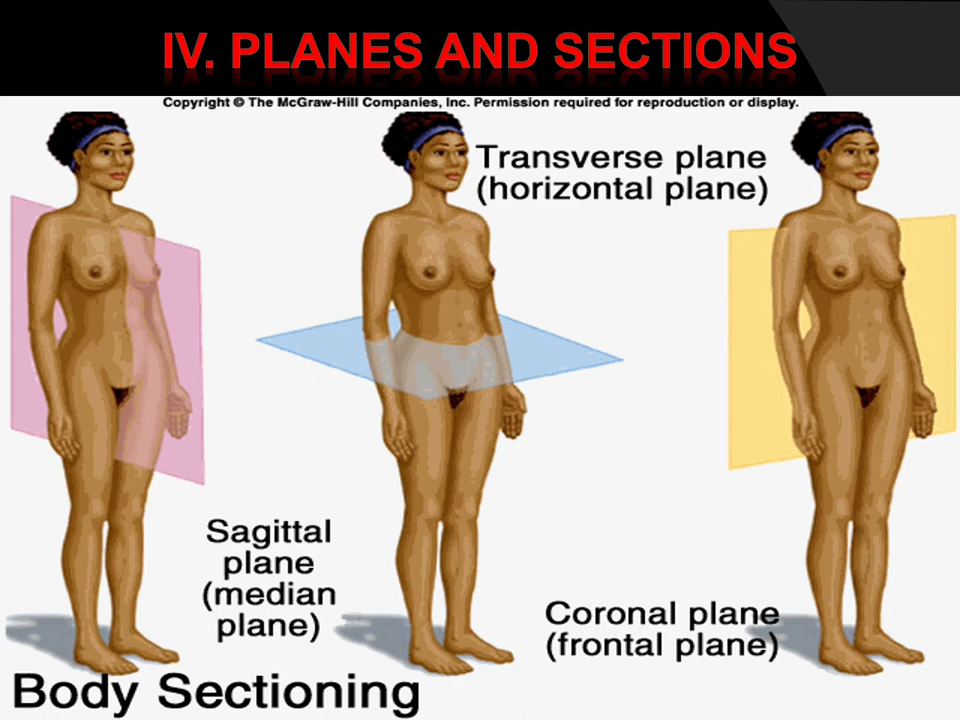 IV. PLANES AND SECTIONS
Copyright © The McGraw-Hill Companies, Inc. Permission required for reproduction or display.
Transverse plane
(horizontal plane)
Sagittal
plane
(median
plane)
Coronal plane
(frontal plane)
Body Sectioning